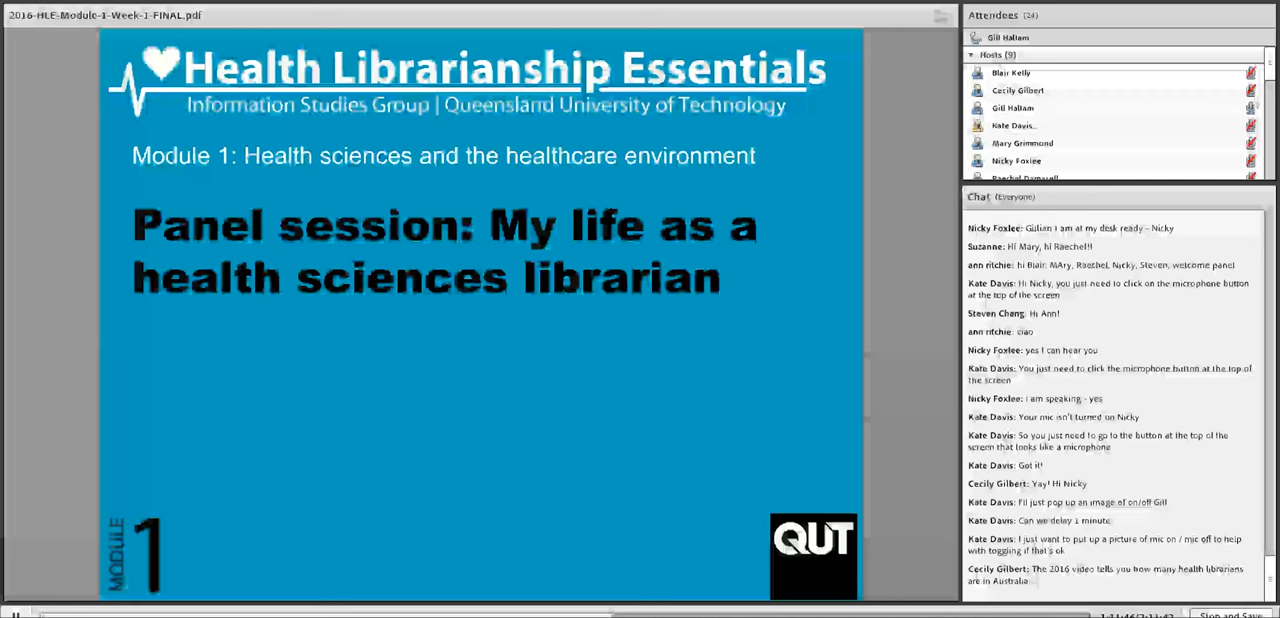 2016-HLE-Module-1-Week-1-FINAL.pdf
Health Librarianship Essentials
Information Studies Group | Queensland University of Technology
Module 1: Health sciences and the healthcare environment
Panel session: My life as a
health sciences librarian
MODULE 1
QUT
Attendees (24)
Gill Hallam
Hosts (9)
Blair Kelly
Cecily Gilbert
Gill Hallam
Kate Davis
Mary Grimmond
Nicky Foxlee
Raechel Damarell
Chat (Everyone)
Nicky Foxlee: Gillian I am at my desk ready - Nicky
Suzanne: Hi Mary, hi Raechel!!
ann ritchie: hi Blair, MAry, Raechel, Nicky, Steven, welcome panel
Kate Davis: Hi Nicky, you just need to click on the microphone button
at the top of the screen
Steven Chang: Hi Ann!
ann ritchie: ciao
Nicky Foxlee: yes I can hear you
Kate Davis: You just need to click the microphone button at the top of
the screen
Nicky Foxlee: I am speaking - yes
Kate Davis: Your mic isn't turned on Nicky
Kate Davis: So you just need to go to the button at the top of the
screen that looks like a microphone
Kate Davis: Got it!
Cecily Gilbert: Yay! Hi Nicky
Kate Davis: I'll just pop up an image of on/off Gill
Kate Davis: Can we delay 1 minute
Kate Davis: I just want to put up a picture of mic on / mic off to help
with toggling if that's ok
Cecily Gilbert: The 2016 video tells you how many health librarians
are in Australia
Stop and Save